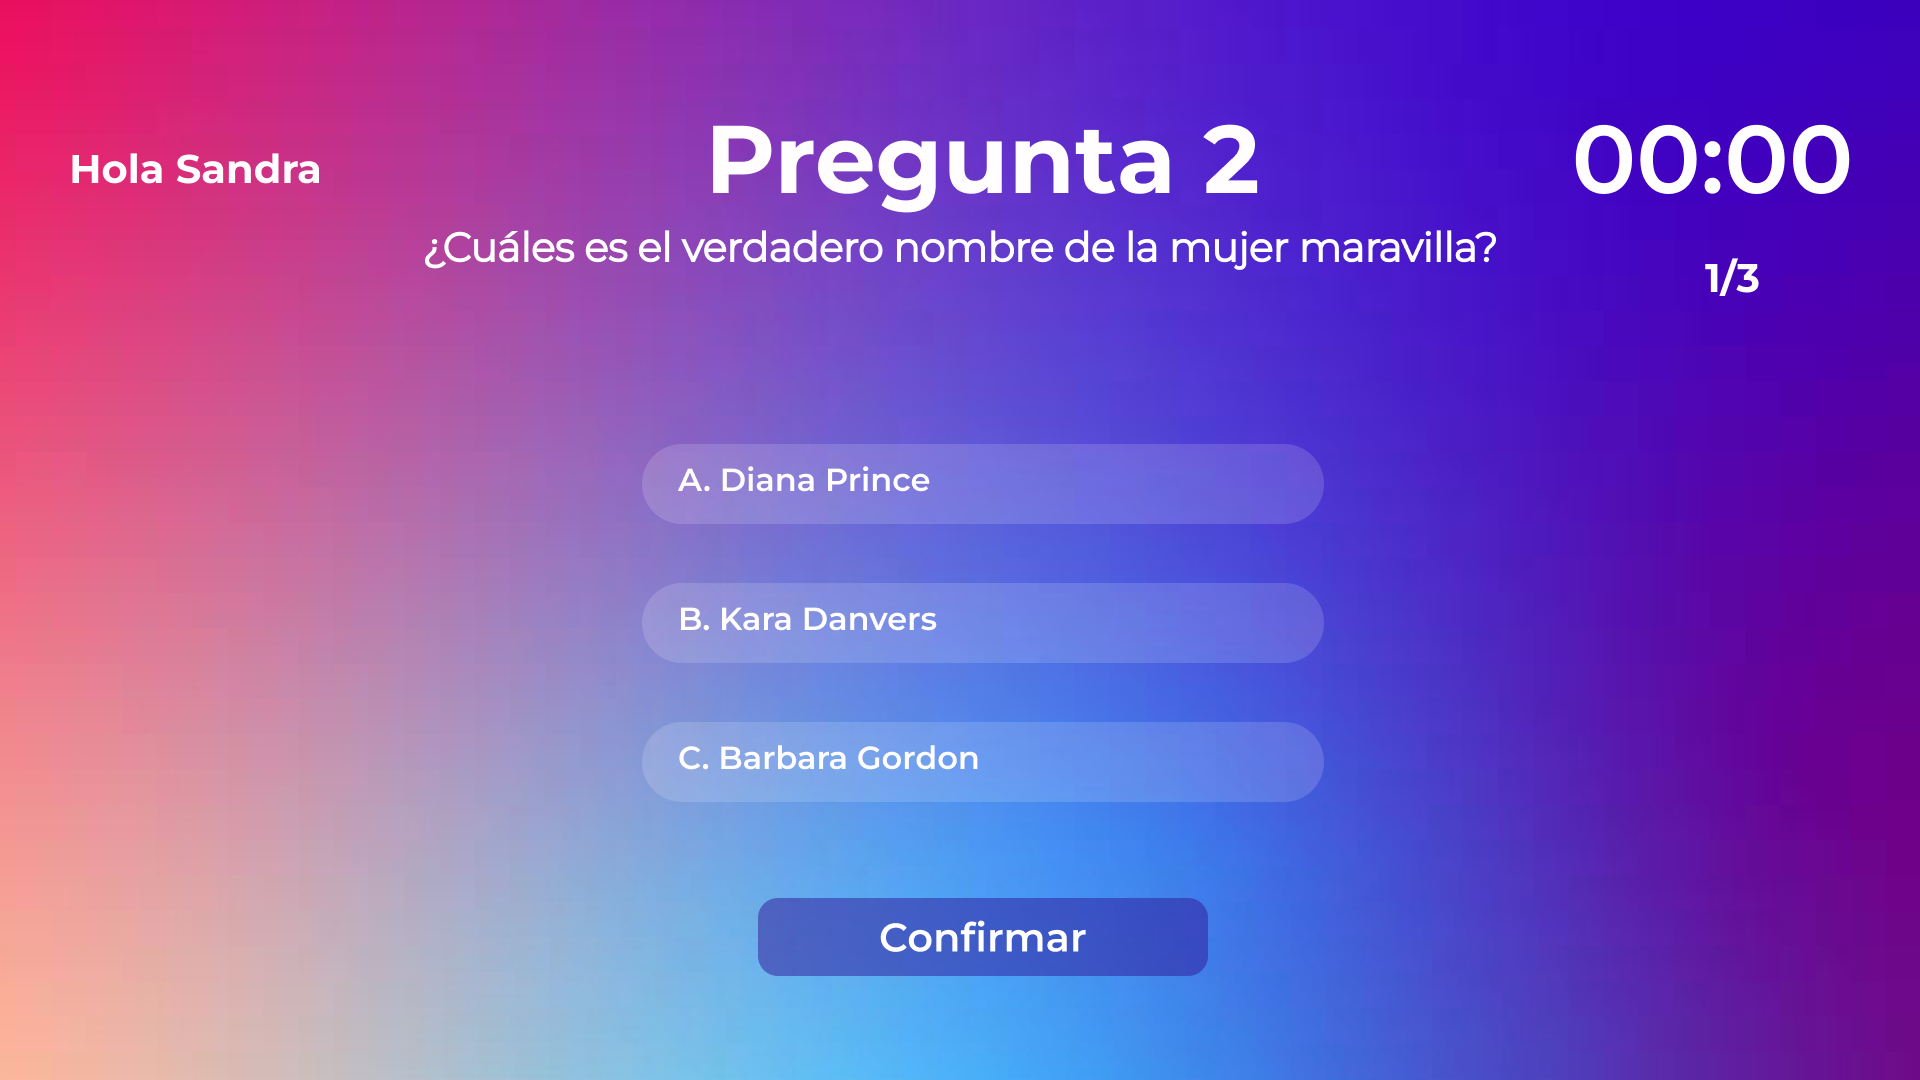 Hola Sandra
Pregunta 2
00:00
¿Cuáles es el verdadero nombre de la mujer maravilla?
1/3
A. Diana Prince
B. Kara Danvers
C. Barbara Gordon
Confirmar